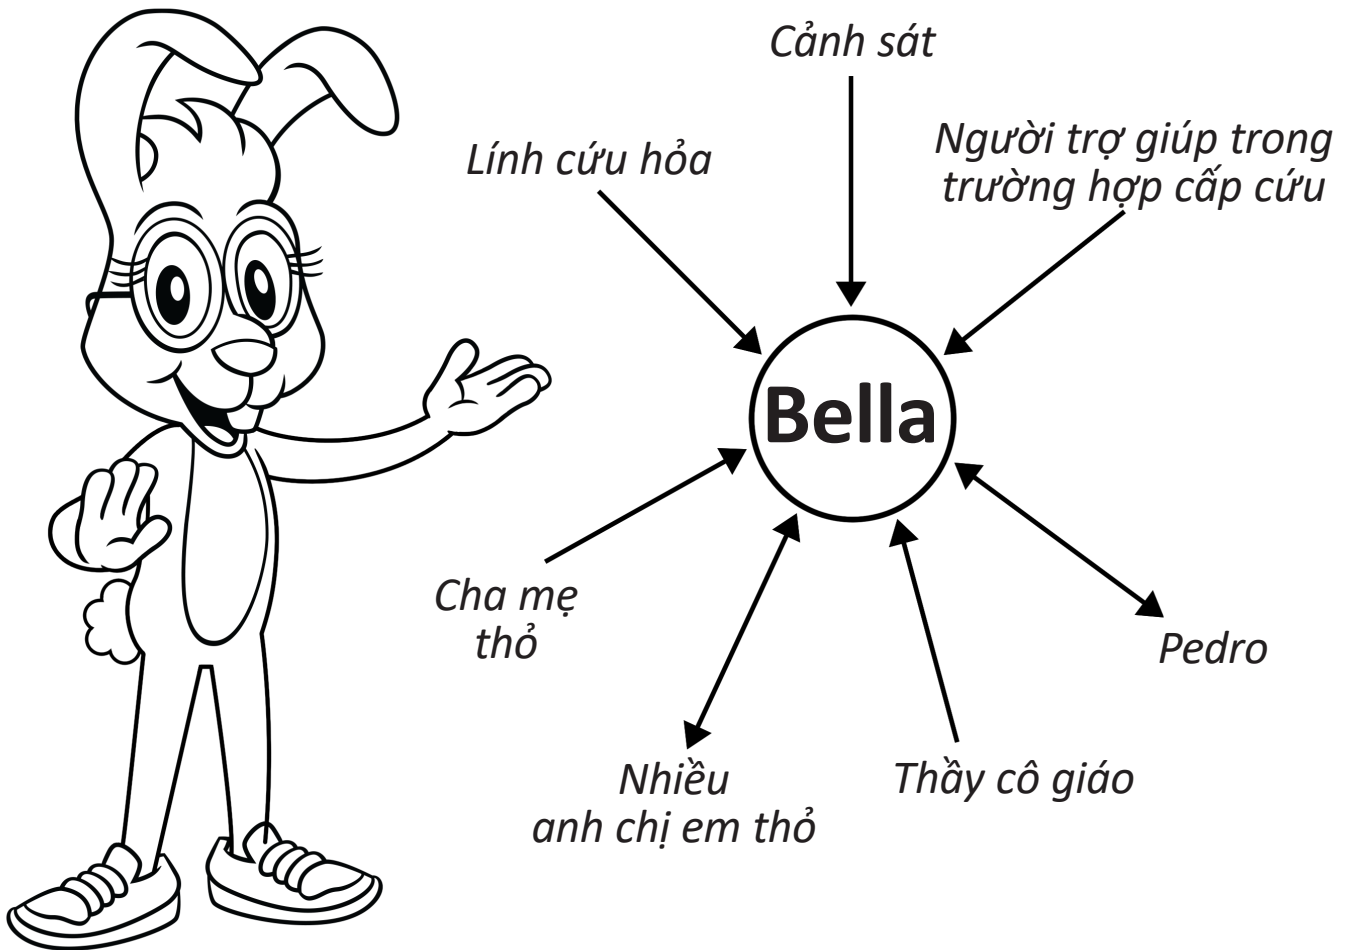 Cảnh sát
Lính cứu hỏa
Người trợ giúp trong
trường hợp cấp cứu
Bella
Cha mẹ
thỏ
Pedro
Nhiều
anh chị em thỏ
Thầy cô giáo